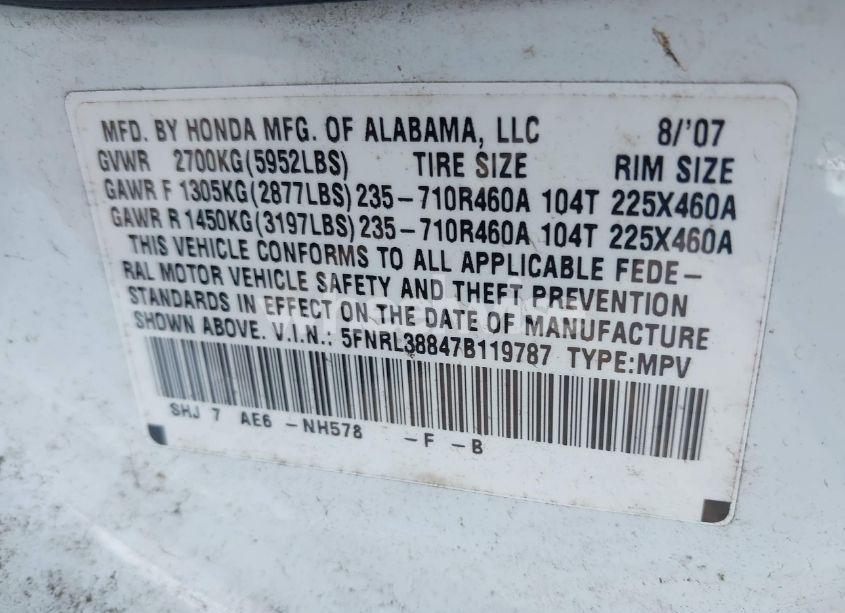 MFD. BY HONDA MFG. OF ALABAMA, LLC 8/'07
GVWR 2700KG(5952LBS) TIRE SIZE RIM SIZE
GAWR F 1305KG(2877LBS) 235-710R460A 104T 225X460A
GAWR R 1450KG(3197LBS) 235-710R460A 104T 225X460A
THIS VEHICLE CONFORMS TO ALL APPLICABLE FEDE-
RAL MOTOR VEHICLE SAFETY AND THEFT PREVENTION
STANDARDS IN EFFECT ON THE DATE OF MANUFACTURE
SHOWN ABOVE. V.I.N.: 5FNRL38847B119787 TYPE:MPV
SHJ 7 AE6 -NH578 -F -B